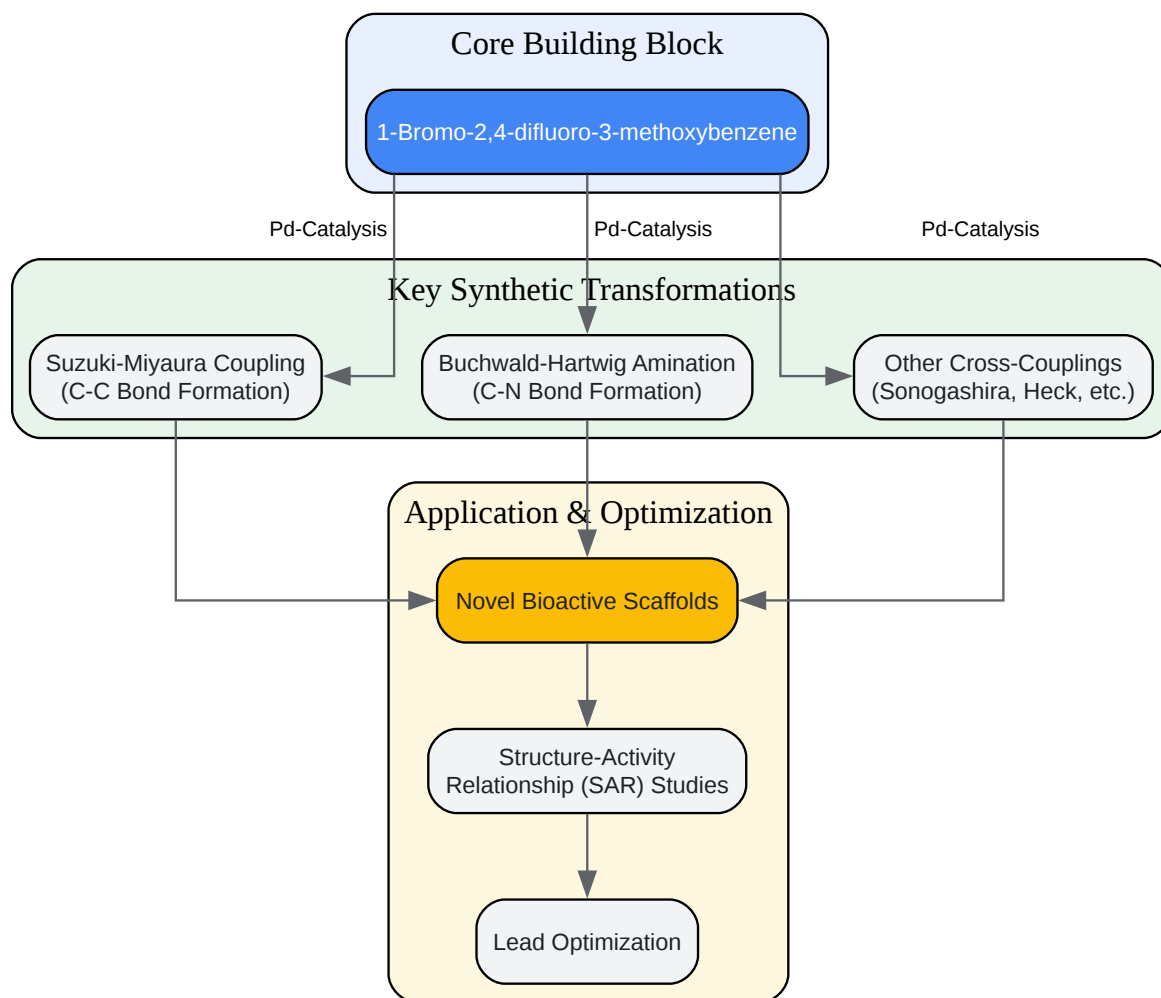 Core Building Block
1-Bromo-2,4-difluoro-3-methoxybenzene
Pd-Catalysis
Pd-Catalysis
Pd-Catalysis
Key Synthetic Transformations
Suzuki-Miyaura Coupling
(C-C Bond Formation)
Buchwald-Hartwig Amination
(C-N Bond Formation)
Other Cross-Couplings
(Sonogashira, Heck, etc.)
Application & Optimization
Novel Bioactive Scaffolds
Structure-Activity
Relationship (SAR) Studies
Lead Optimization